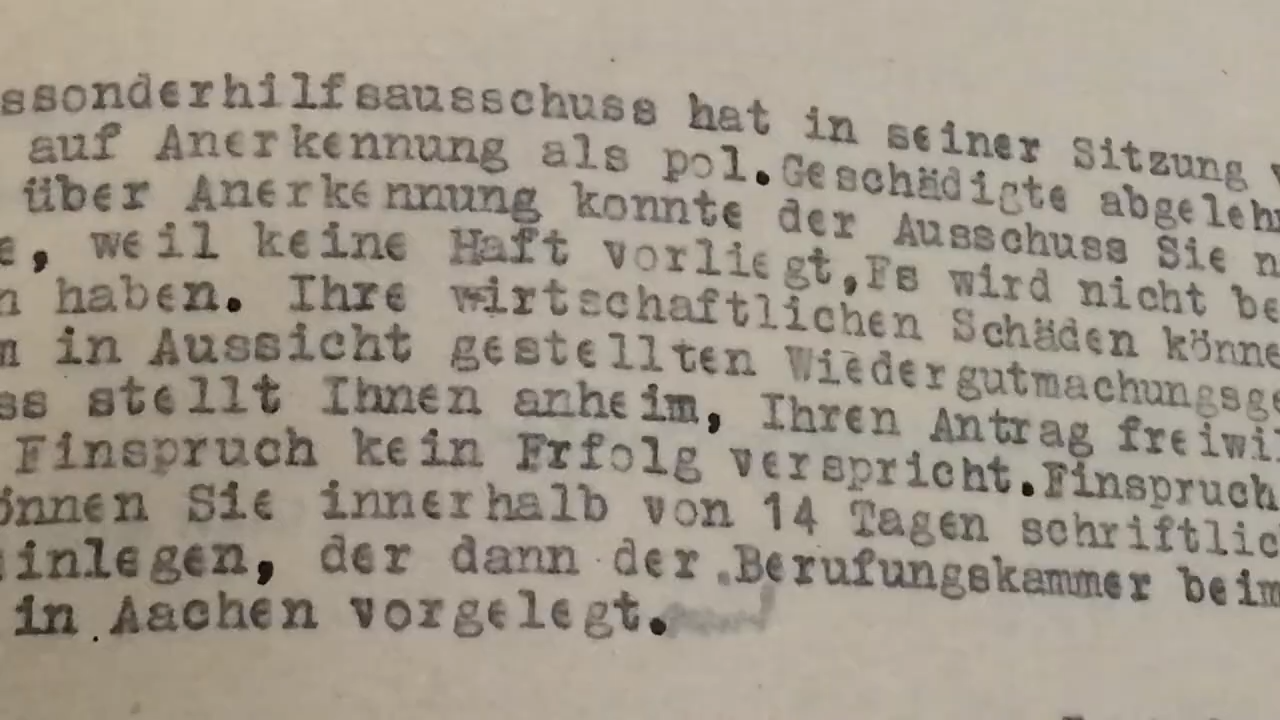 ssonderhilfsausschuss hat in seiner Sitzung
auf Anerkennung als pol.Geschädigte abgeleh
über Anerkennung konnte der Ausschuss Sie n
e, weil keine Haft vorliegt,Es wird nicht be
n haben. Ihre wirtschaftlichen Schäden könne
m in Aussicht gestellten Wiedergutmachungsge
ss stellt Ihnen anheim, Ihren Antrag freiwil
Einspruch kein Erfolg verspricht.Einspruch
önnen Sie innerhalb von 14 Tagen schriftlic
einlegen, der dann der Berufungskammer beim
in Aachen vorgelegt.